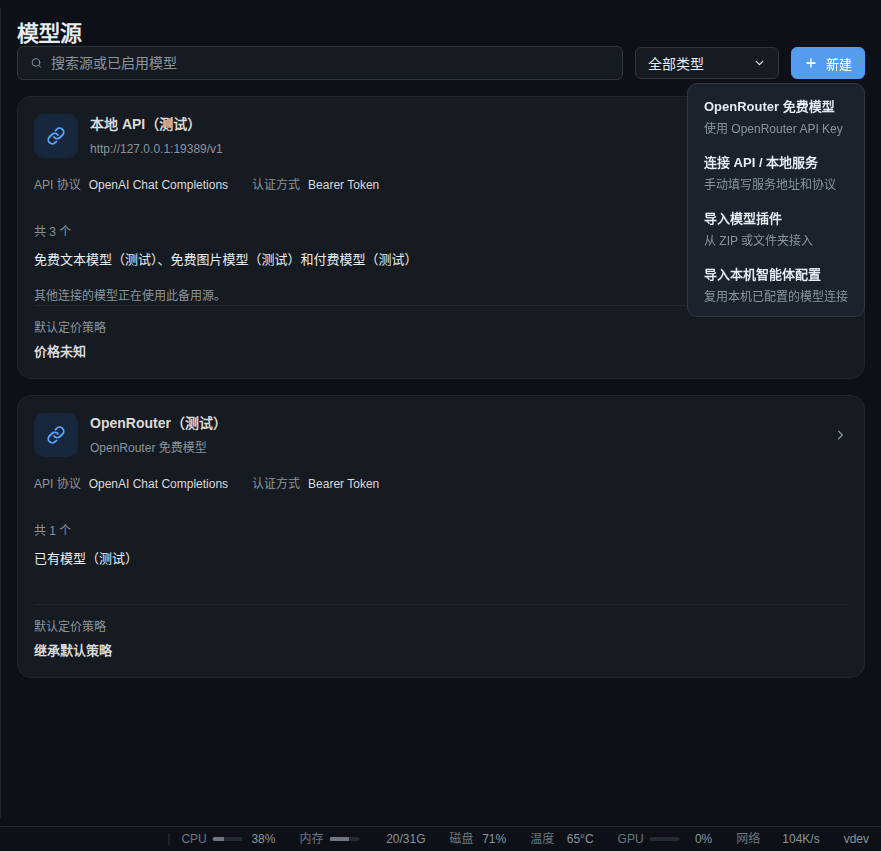 模型源
搜索源或已启用模型
全部类型
新建
OpenRouter 免费模型
使用 OpenRouter API Key
连接 API / 本地服务
手动填写服务地址和协议
导入模型插件
从 ZIP 或文件夹接入
导入本机智能体配置
复用本机已配置的模型连接
本地 API（测试）
http://127.0.0.1:19389/v1
API 协议 OpenAI Chat Completions 认证方式 Bearer Token
共 3 个
免费文本模型（测试）、免费图片模型（测试）和付费模型（测试）
其他连接的模型正在使用此备用源。
默认定价策略
价格未知
OpenRouter（测试）
OpenRouter 免费模型
API 协议 OpenAI Chat Completions 认证方式 Bearer Token
共 1 个
已有模型（测试）
默认定价策略
继承默认策略
CPU 38% 内存 20/31G 磁盘 71% 温度 65°C GPU 0% 网络 104K/s vdev